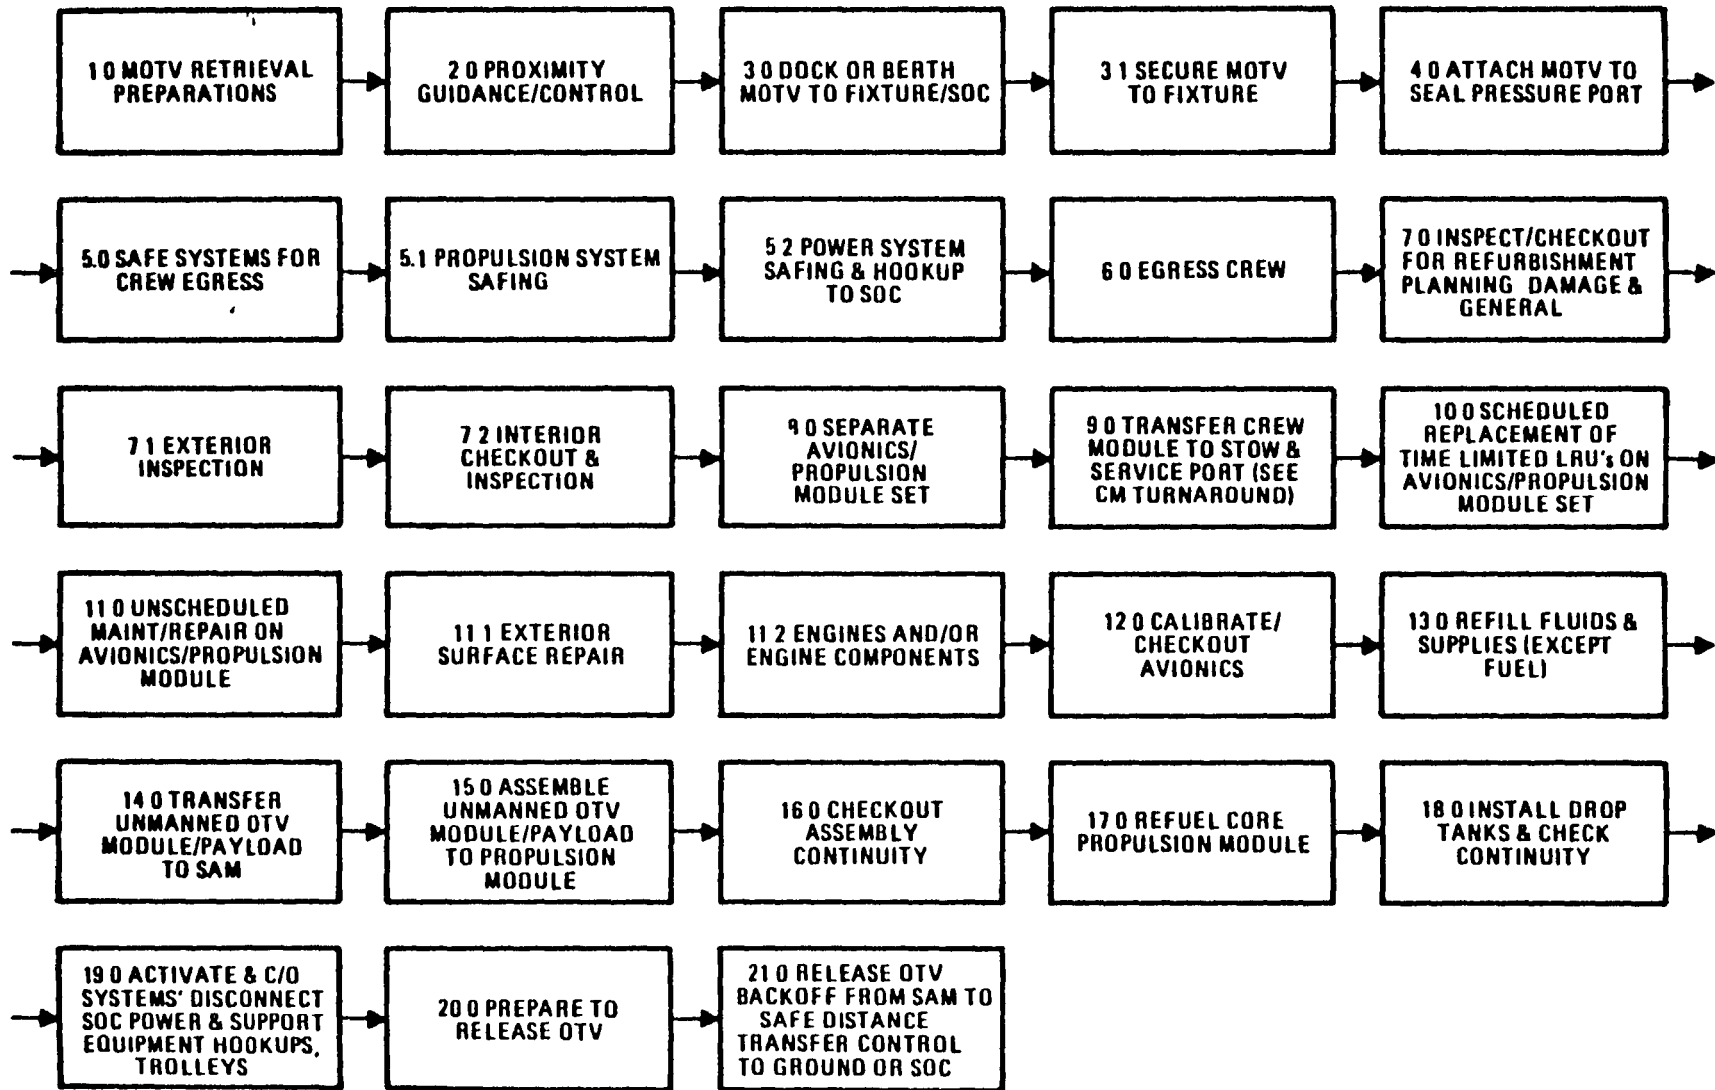 1 0 MOTV RETRIEVAL
PREPARATIONS
2 0 PROXIMITY
GUIDANCE/CONTROL
3 0 DOCK OR BERTH
MOTV TO FIXTURE/SOC
3 1 SECURE MOTV
TO FIXTURE
4 0 ATTACH MOTV TO
SEAL PRESSURE PORT
5.0 SAFE SYSTEMS FOR
CREW EGRESS
5.1 PROPULSION SYSTEM
SAFING
5 2 POWER SYSTEM
SAFING & HOOKUP
TO SOC
6 0 EGRESS CREW
7 0 INSPECT/CHECKOUT
FOR REFURBISHMENT
PLANNING DAMAGE &
GENERAL
7 1 EXTERIOR
INSPECTION
7 2 INTERIOR
CHECKOUT &
INSPECTION
9 0 SEPARATE
AVIONICS/
PROPULSION
MODULE SET
9 0 TRANSFER CREW
MODULE TO STOW &
SERVICE PORT (SEE
CM TURNAROUND)
10 0 SCHEDULED
REPLACEMENT OF
TIME LIMITED LRU's ON
AVIONICS/PROPULSION
MODULE SET
11 0 UNSCHEDULED
MAINT/REPAIR ON
AVIONICS/PROPULSION
MODULE
11 1 EXTERIOR
SURFACE REPAIR
11 2 ENGINES AND/OR
ENGINE COMPONENTS
12 0 CALIBRATE/
CHECKOUT
AVIONICS
13 0 REFILL FLUIDS &
SUPPLIES (EXCEPT
FUEL)
14 0 TRANSFER
UNMANNED OTV
MODULE/PAYLOAD
TO SAM
15 0 ASSEMBLE
UNMANNED OTV
MODULE/PAYLOAD
TO PROPULSION
MODULE
16 0 CHECKOUT
ASSEMBLY
CONTINUITY
17 0 REFUEL CORE
PROPULSION MODULE
18 0 INSTALL DROP
TANKS & CHECK
CONTINUITY
19 0 ACTIVATE & C/O
SYSTEMS' DISCONNECT
SOC POWER & SUPPORT
EQUIPMENT HOOKUPS,
TROLLEYS
20 0 PREPARE TO
RELEASE OTV
21 0 RELEASE OTV
BACKOFF FROM SAM TO
SAFE DISTANCE
TRANSFER CONTROL
TO GROUND OR SOC